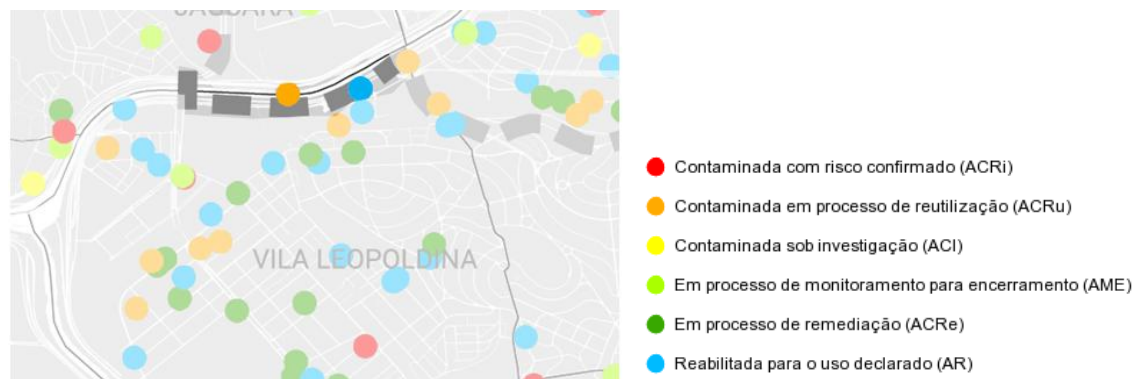 JAGUARA
VILA LEOPOLDINA
Contaminada com risco confirmado (ACRi)
Contaminada em processo de reutilização (ACRu)
Contaminada sob investigação (ACI)
Em processo de monitoramento para encerramento (AME)
Em processo de remediação (ACRe)
Reabilitada para o uso declarado (AR)